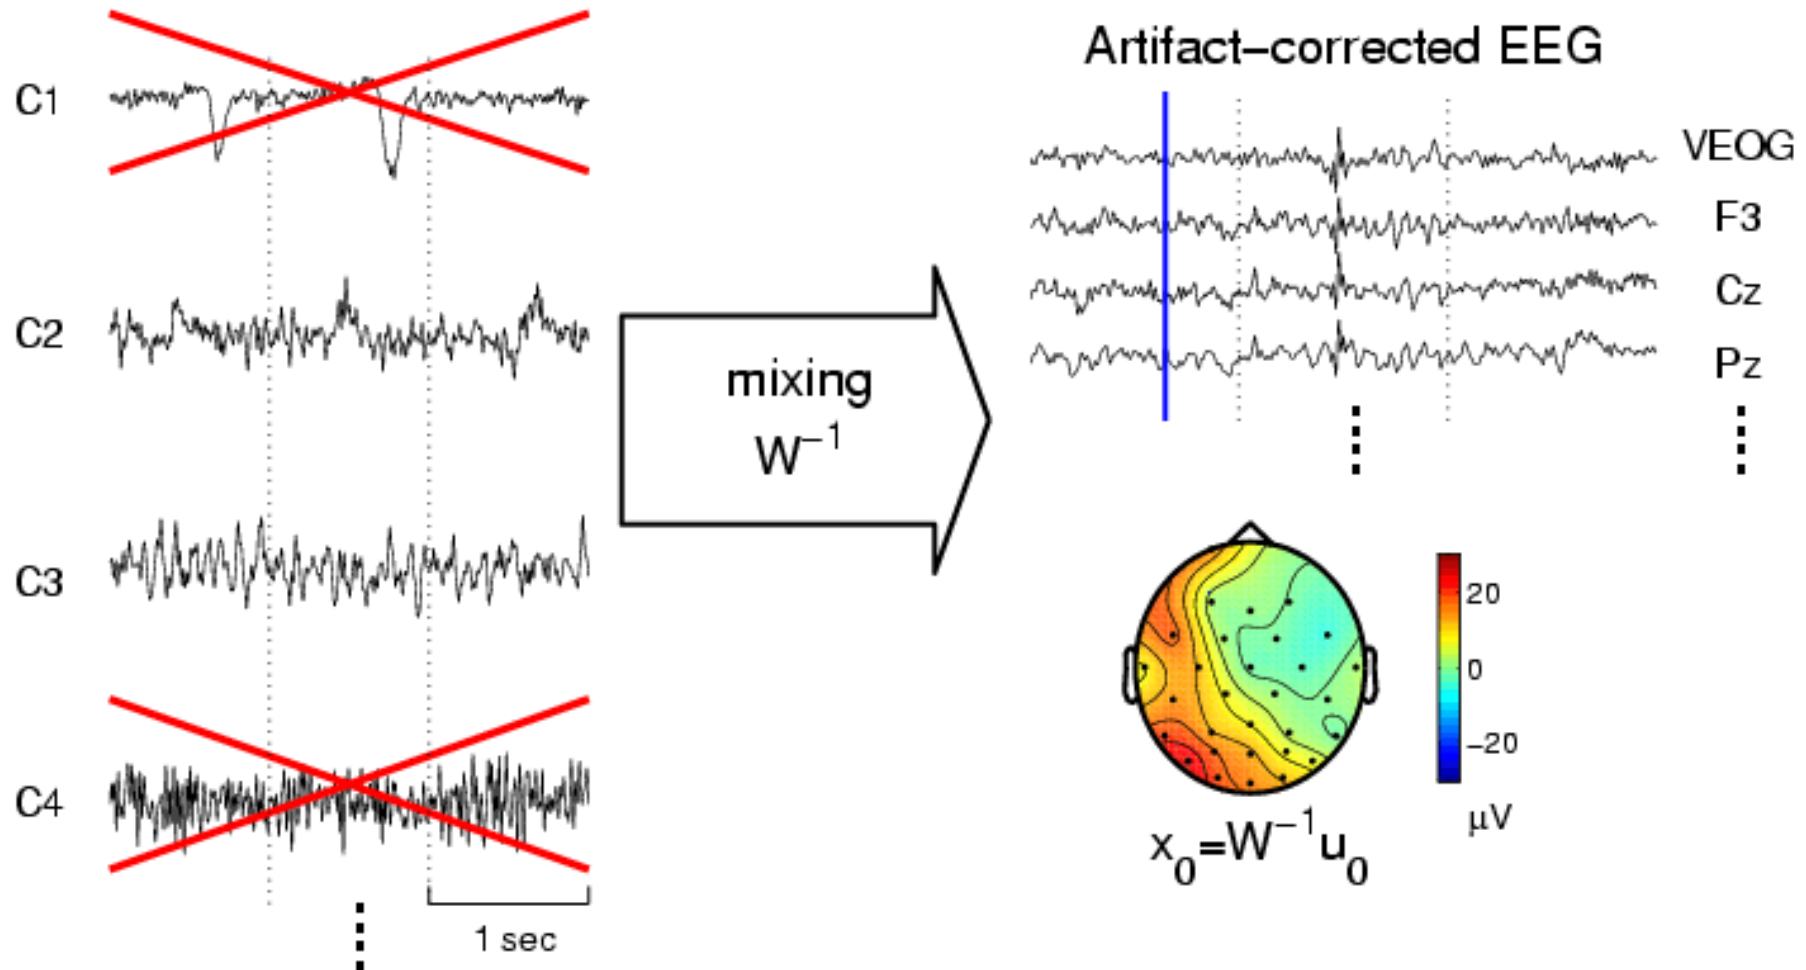 C1
C2
C3
C4
1 sec
mixing
W⁻¹
Artifact–corrected EEG
VEOG
F3
Cz
Pz
20
0
−20
μV
x₀=W⁻¹u₀